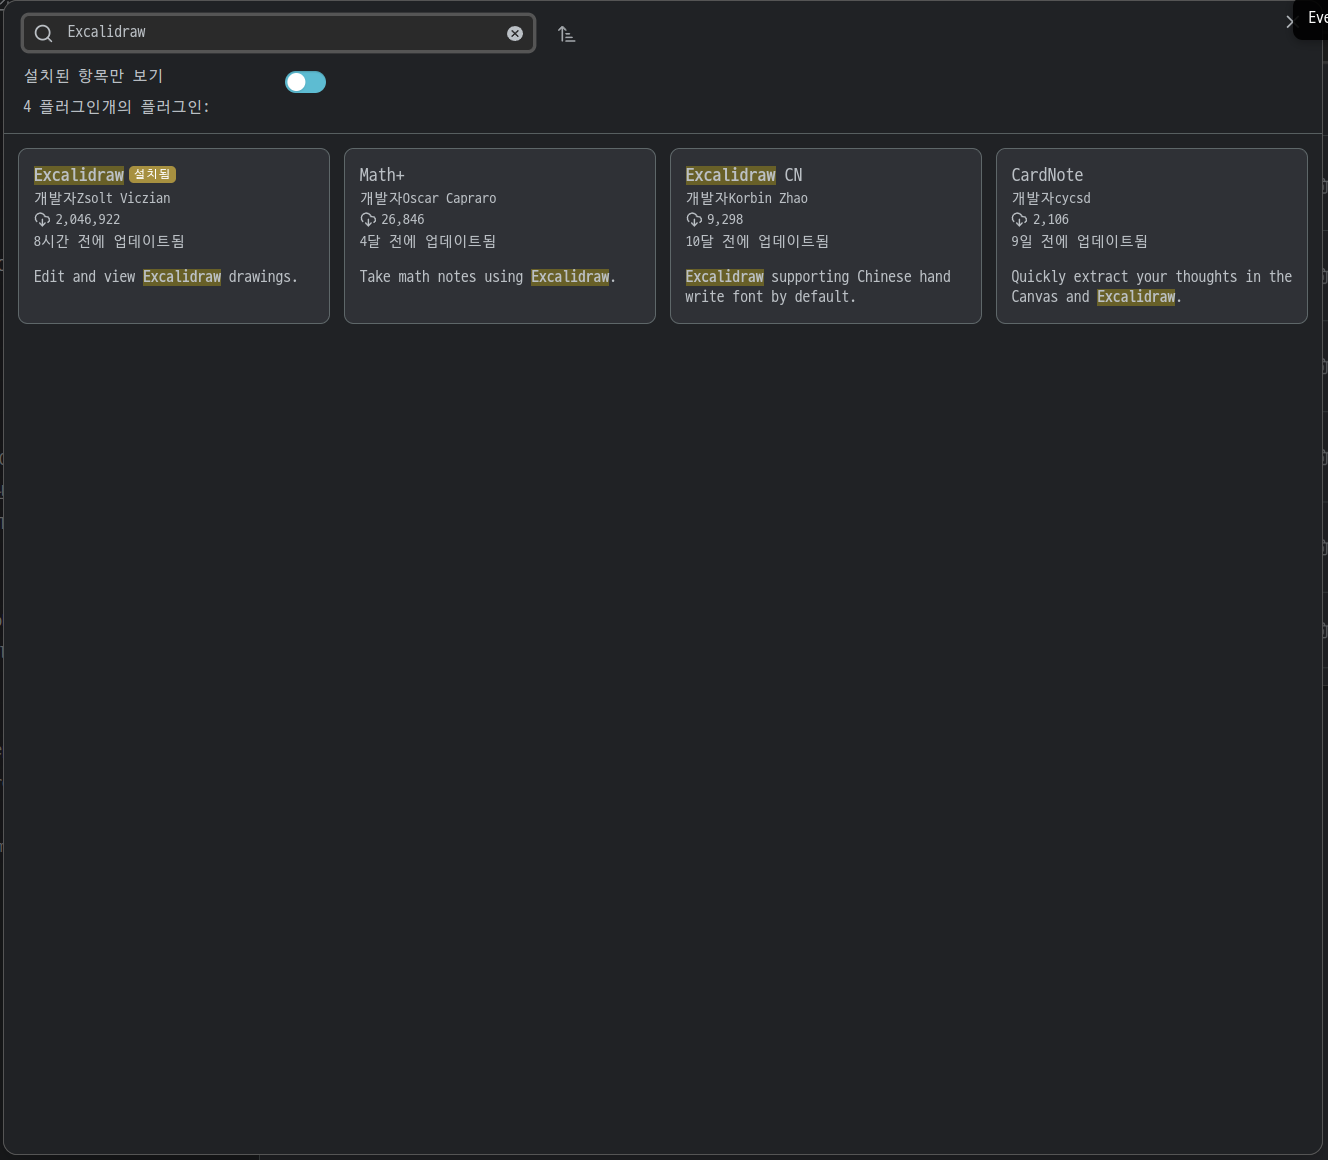 Excalidraw
Eve
설치된 항목만 보기
4 플러그인개의 플러그인:
Excalidraw 설치됨
개발자Zsolt Viczian
2,046,922
8시간 전에 업데이트됨
Edit and view Excalidraw drawings.
Math+
개발자Oscar Capraro
26,846
4달 전에 업데이트됨
Take math notes using Excalidraw.
Excalidraw CN
개발자Korbin Zhao
9,298
10달 전에 업데이트됨
Excalidraw supporting Chinese hand
write font by default.
CardNote
개발자cycsd
2,106
9일 전에 업데이트됨
Quickly extract your thoughts in the
Canvas and Excalidraw.